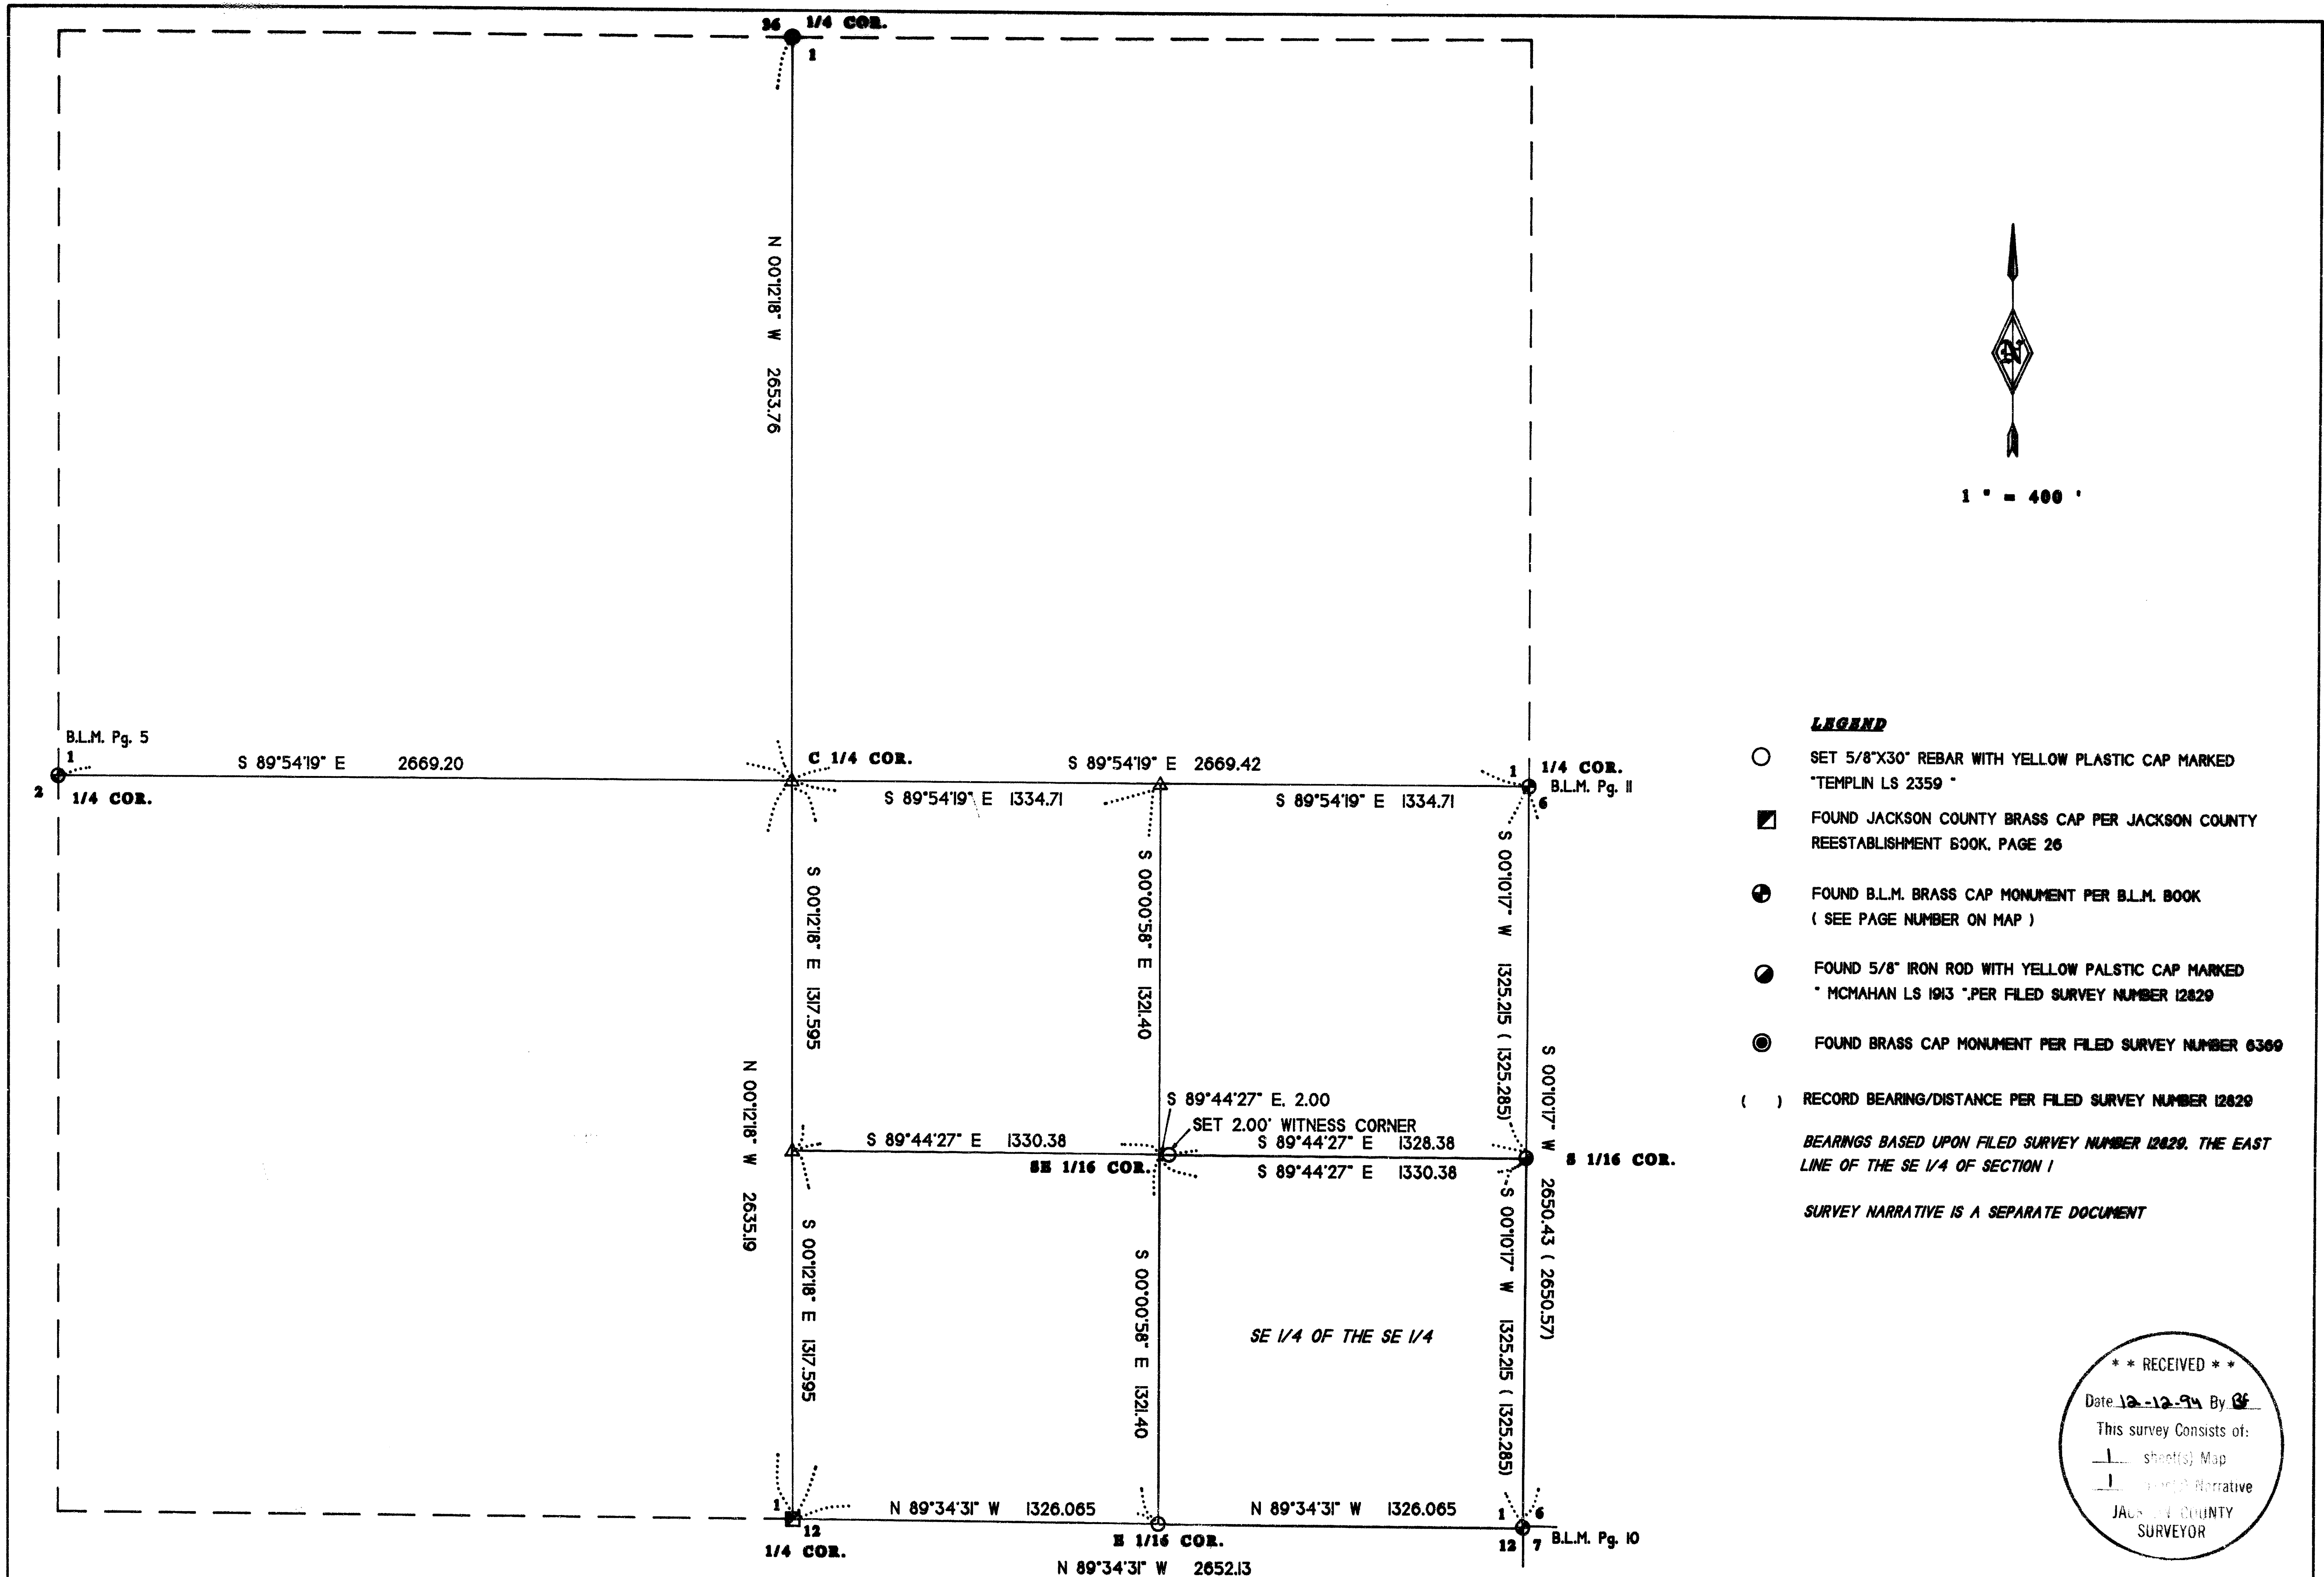 36 1/4 COR.
1
N 00°12'18" W 2653.76
1 " = 400 '
B.L.M. Pg. 5
1
2 1/4 COR.
S 89°54'19" E 2669.20
C 1/4 COR.
S 89°54'19" E 2669.42
S 89°54'19" E 1334.71
S 89°54'19" E 1334.71
1 1/4 COR.
B.L.M. Pg. 11
6
S 00°12'18" E 1317.595
S 00°00'58" E 1321.40
S 00°10'17" W 1325.215 ( 1325.285)
N 00°12'18" W 2635.19
S 00°10'17" W 2650.43 ( 2650.57)
S 89°44'27" E, 2.00
SET 2.00' WITNESS CORNER
S 89°44'27" E 1330.38
S 89°44'27" E 1328.38
SE 1/16 COR.
S 89°44'27" E 1330.38
S 1/16 COR.
S 00°12'18" E 1317.595
S 00°00'58" E 1321.40
S 00°10'17" W 1325.215 ( 1325.285)
SE 1/4 OF THE SE 1/4
1
12
1/4 COR.
N 89°34'31" W 1326.065
N 89°34'31" W 1326.065
E 1/16 COR.
N 89°34'31" W 2652.13
1 6
12 7 B.L.M. Pg. 10
LEGEND
SET 5/8"X30" REBAR WITH YELLOW PLASTIC CAP MARKED
"TEMPLIN LS 2359 "
FOUND JACKSON COUNTY BRASS CAP PER JACKSON COUNTY
REESTABLISHMENT BOOK, PAGE 26
FOUND B.L.M. BRASS CAP MONUMENT PER B.L.M. BOOK
( SEE PAGE NUMBER ON MAP )
FOUND 5/8" IRON ROD WITH YELLOW PALSTIC CAP MARKED
" MCMAHAN LS 1913 ",PER FILED SURVEY NUMBER 12829
FOUND BRASS CAP MONUMENT PER FILED SURVEY NUMBER 6369
( ) RECORD BEARING/DISTANCE PER FILED SURVEY NUMBER 12829
BEARINGS BASED UPON FILED SURVEY NUMBER 12829, THE EAST
LINE OF THE SE 1/4 OF SECTION 1
SURVEY NARRATIVE IS A SEPARATE DOCUMENT
* * RECEIVED * *
Date 12-12-94 By Bf
This survey Consists of:
1 sheet(s) Map
1 Narrative
COUNTY
SURVEYOR